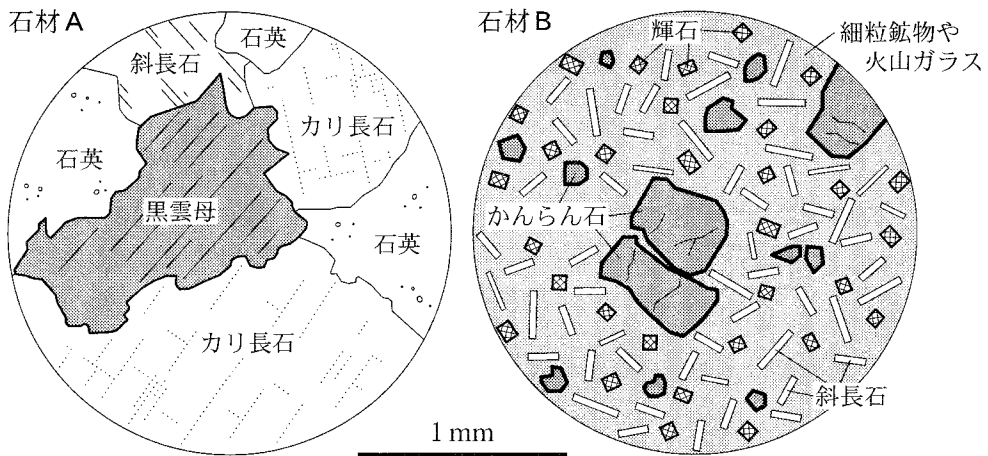 石材A
石英
斜長石
カリ長石
石英
黒雲母
石英
カリ長石
石材B
輝石
細粒鉱物や
火山ガラス
かんらん石
斜長石
1 mm